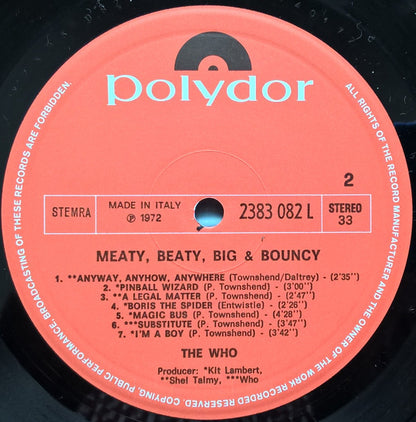 polydor
2
STEMRA
MADE IN ITALY
℗ 1972
2383 082 L
STEREO
33
MEATY, BEATY, BIG & BOUNCY
1. **ANYWAY, ANYHOW, ANYWHERE (Townshend/Daltrey) - (2'35")
2. *PINBALL WIZARD (P. Townshend) - (3'00")
3. **A LEGAL MATTER (P. Townshend) - (2'47")
4. *BORIS THE SPIDER (Entwistle) - (2'26")
5. *MAGIC BUS (P. Townshend) - (4'28")
6. ***SUBSTITUTE (P. Townshend) - (3'47")
7. *I'M A BOY (P. Townshend) - (3'42")
THE WHO
Producer: *Kit Lambert,
**Shel Talmy, ***Who
ALL RIGHTS OF THE RECORD MANUFACTURER AND THE OWNER OF THE WORK RECORDED RESERVED. COPYING, PUBLIC PERFORMANCE, BROADCASTING OF THESE RECORDS ARE FORBIDDEN.